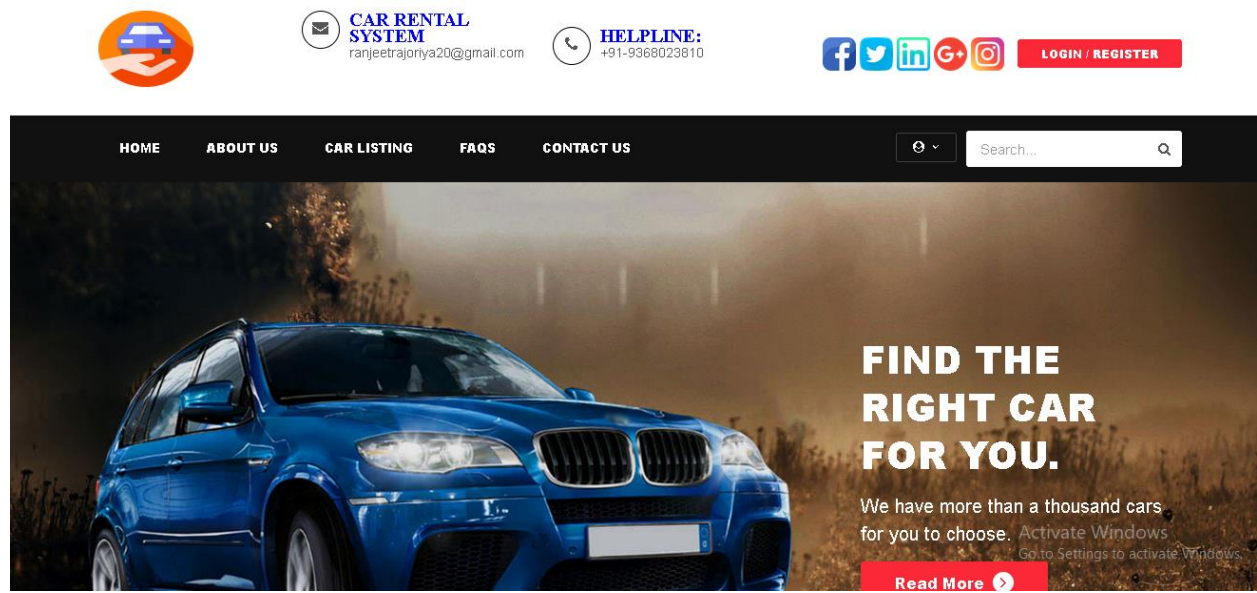 CAR RENTAL
SYSTEM
ranjeetrajoriya20@gmail.com
HELPLINE:
+91-9368023810
LOGIN / REGISTER
HOME ABOUT US CAR LISTING FAQS CONTACT US
Search...
FIND THE
RIGHT CAR
FOR YOU.
We have more than a thousand cars
for you to choose.
Activate Windows
Go to Settings to activate Windows.
Read More